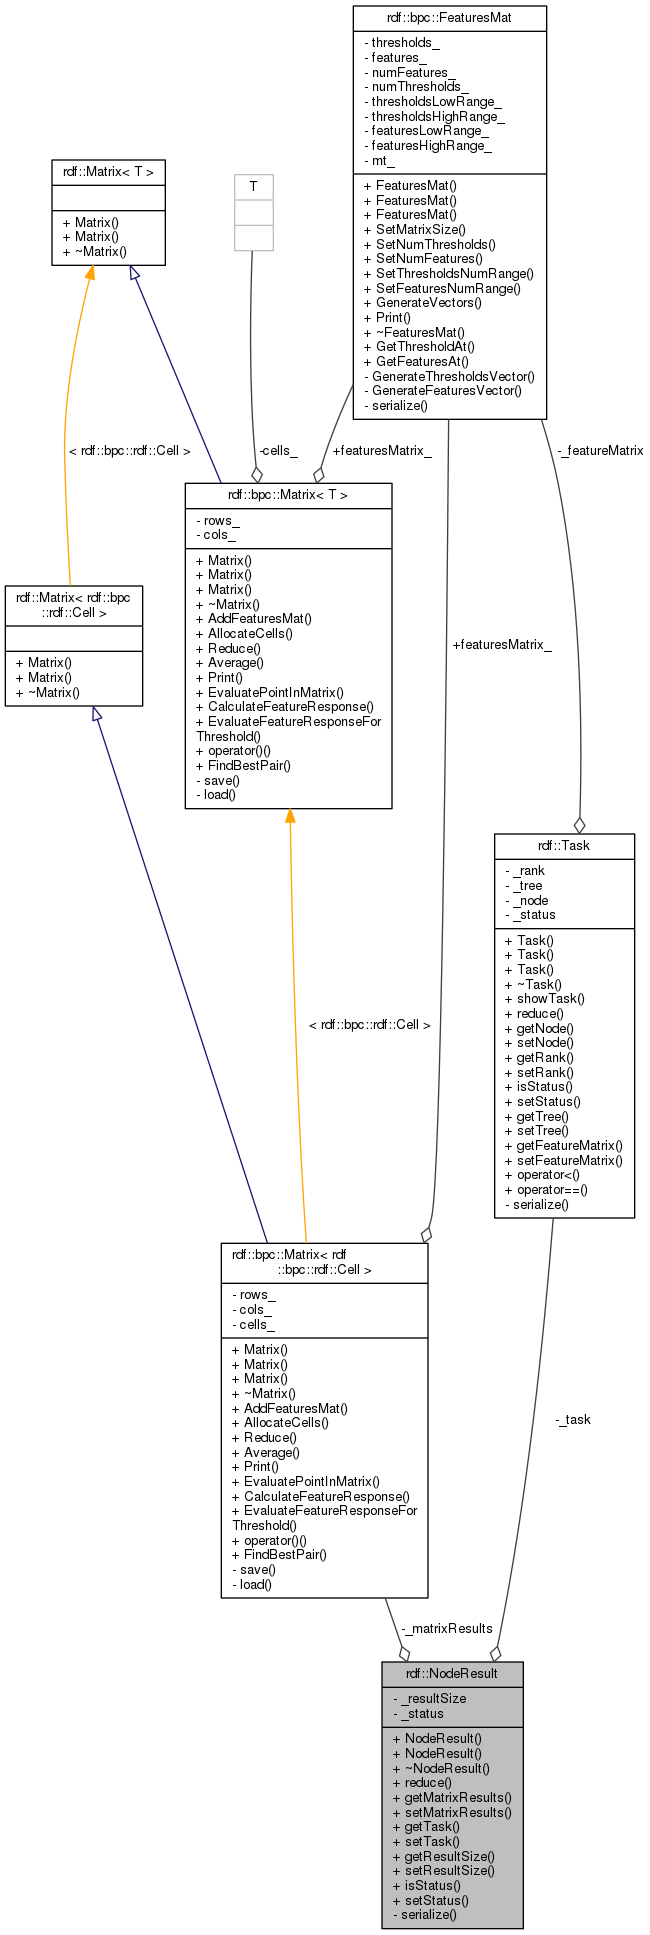 rdf::bpc::FeaturesMat
- thresholds_
- features_
- numFeatures_
- numThresholds_
- thresholdsLowRange_
- thresholdsHighRange_
- featuresLowRange_
- featuresHighRange_
- mt_
+ FeaturesMat()
+ FeaturesMat()
+ FeaturesMat()
+ SetMatrixSize()
+ SetNumThresholds()
+ SetNumFeatures()
+ SetThresholdsNumRange()
+ SetFeaturesNumRange()
+ GenerateVectors()
+ Print()
+ ~FeaturesMat()
+ GetThresholdAt()
+ GetFeaturesAt()
- GenerateThresholdsVector()
- GenerateFeaturesVector()
- serialize()
rdf::Matrix< T >
+ Matrix()
+ Matrix()
+ ~Matrix()
T
< rdf::bpc::rdf::Cell >
-cells_
+featuresMatrix_
-_featureMatrix
rdf::bpc::Matrix< T >
- rows_
- cols_
+ Matrix()
+ Matrix()
+ Matrix()
+ ~Matrix()
+ AddFeaturesMat()
+ AllocateCells()
+ Reduce()
+ Average()
+ Print()
+ EvaluatePointInMatrix()
+ CalculateFeatureResponse()
+ EvaluateFeatureResponseFor
Threshold()
+ operator()()
+ FindBestPair()
- save()
- load()
rdf::Matrix< rdf::bpc
::rdf::Cell >
+ Matrix()
+ Matrix()
+ ~Matrix()
+featuresMatrix_
rdf::Task
- _rank
- _tree
- _node
- _status
+ Task()
+ Task()
+ Task()
+ ~Task()
+ showTask()
+ reduce()
+ getNode()
+ setNode()
+ getRank()
+ setRank()
+ isStatus()
+ setStatus()
+ getTree()
+ setTree()
+ getFeatureMatrix()
+ setFeatureMatrix()
+ operator<()
+ operator==()
- serialize()
< rdf::bpc::rdf::Cell >
rdf::bpc::Matrix< rdf
::bpc::rdf::Cell >
- rows_
- cols_
- cells_
+ Matrix()
+ Matrix()
+ Matrix()
+ ~Matrix()
+ AddFeaturesMat()
+ AllocateCells()
+ Reduce()
+ Average()
+ Print()
+ EvaluatePointInMatrix()
+ CalculateFeatureResponse()
+ EvaluateFeatureResponseFor
Threshold()
+ operator()()
+ FindBestPair()
- save()
- load()
-_task
-_matrixResults
rdf::NodeResult
- _resultSize
- _status
+ NodeResult()
+ NodeResult()
+ ~NodeResult()
+ reduce()
+ getMatrixResults()
+ setMatrixResults()
+ getTask()
+ setTask()
+ getResultSize()
+ setResultSize()
+ isStatus()
+ setStatus()
- serialize()